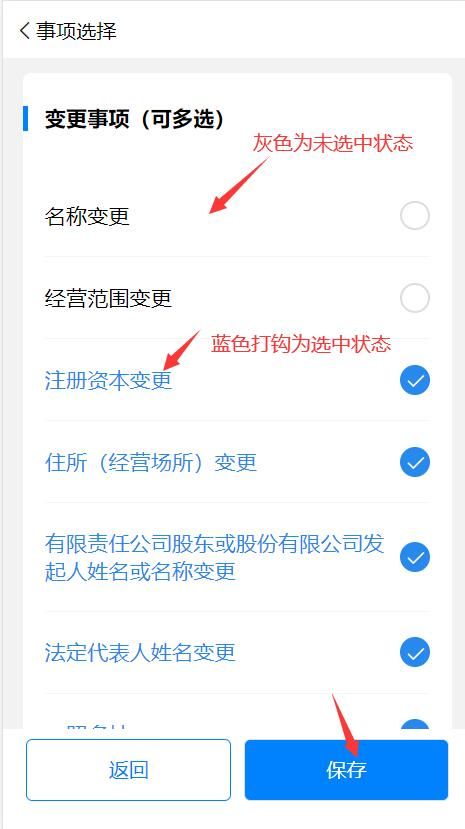 事项选择
变更事项（可多选）
灰色为未选中状态
名称变更
经营范围变更
蓝色打钩为选中状态
注册资本变更
住所（经营场所）变更
有限责任公司股东或股份有限公司发
起人姓名或名称变更
法定代表人姓名变更
返回
保存